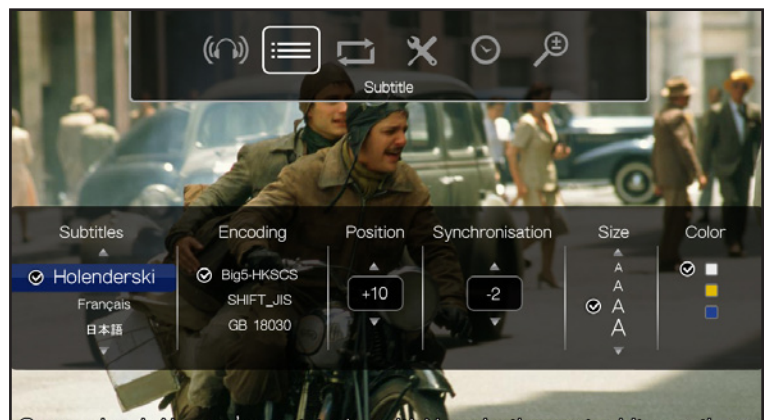 Subtitle
Subtitles Encoding Position Synchronisation Size Color
Holenderski Big5-HKSCS A
Français SHIFT_JIS +10 -2 A
日本語 GB 18030 A
A